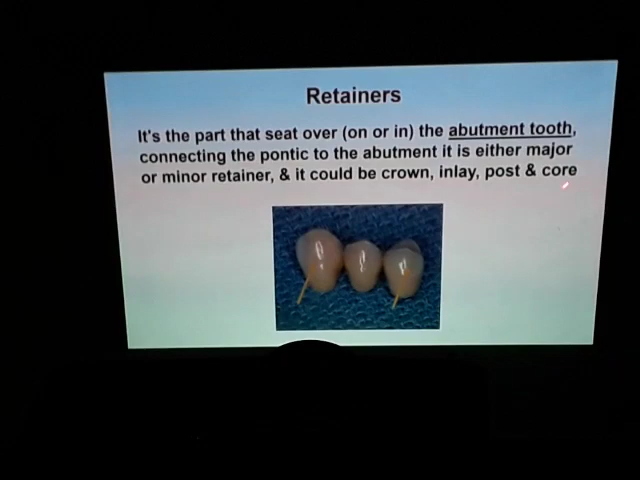 Retainers
It's the part that seat over (on or in) the abutment tooth,
connecting the pontic to the abutment it is either major
or minor retainer, & it could be crown, inlay, post & core